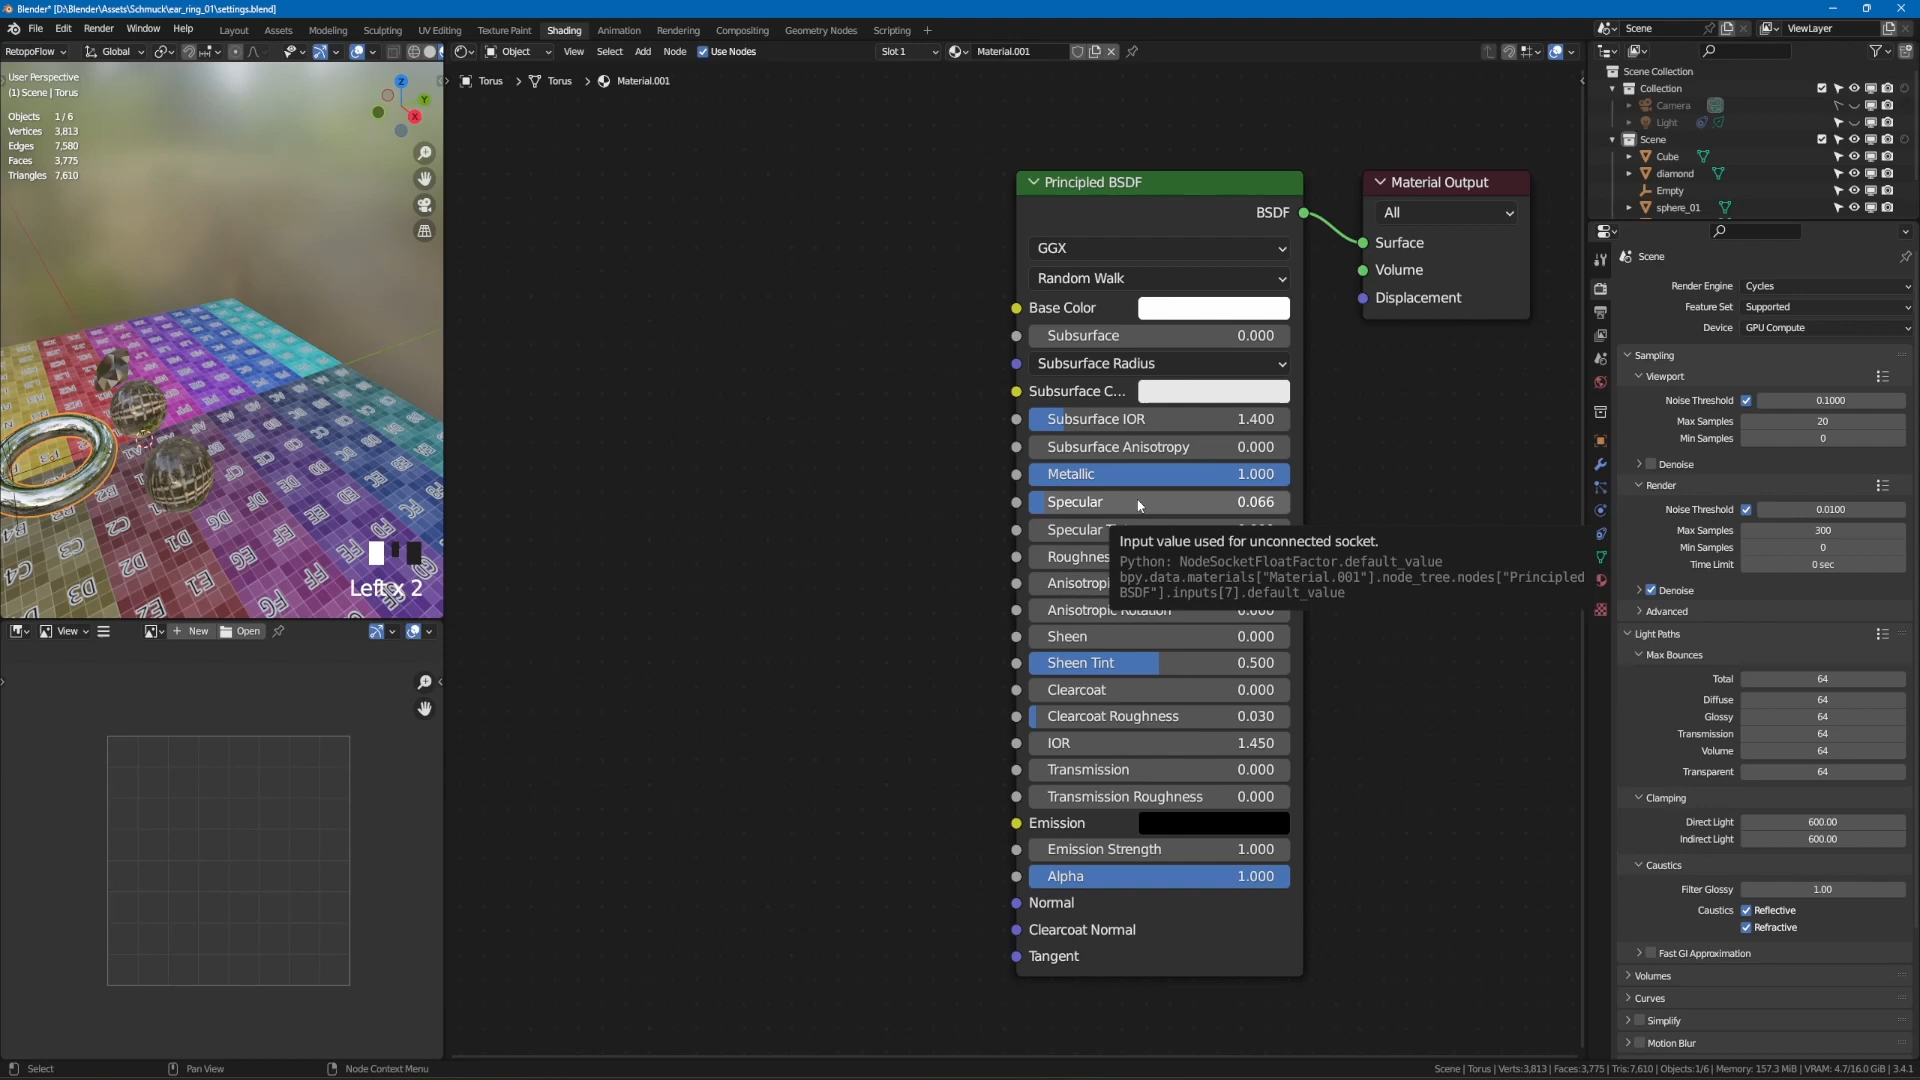 Blender* [D:\Blender\Assets\Schmuck\ear_ring_01\settings.blend]
File Edit Render Window Help Layout Assets Modeling Sculpting UV Editing Texture Paint Shading Animation Rendering Compositing Geometry Nodes Scripting + Scene ViewLayer
RetopoFlow Global Object View Select Add Node Use Nodes Slot 1 Material.001
User Perspective
(1) Scene | Torus
Objects 1/6
Vertices 3,813
Edges 7,580
Faces 3,775
Triangles 7,610
Z
Y
X
Left x 2
View + New Open
Torus > Torus > Material.001
Principled BSDF
BSDF
GGX
Random Walk
Base Color
Subsurface 0.000
Subsurface Radius
Subsurface C...
Subsurface IOR 1.400
Subsurface Anisotropy 0.000
Metallic 1.000
Specular 0.066
Specular
Input value used for unconnected socket.
Python: NodeSocketFloatFactor.default_value
bpy.data.materials["Material.001"].node_tree.nodes["Principled
BSDF"].inputs[7].default_value
Roughnes
Anisotropi
Anisotropic Rotation 0.000
Sheen 0.000
Sheen Tint 0.500
Clearcoat 0.000
Clearcoat Roughness 0.030
IOR 1.450
Transmission 0.000
Transmission Roughness 0.000
Emission
Emission Strength 1.000
Alpha 1.000
Normal
Clearcoat Normal
Tangent
Material Output
All
Surface
Volume
Displacement
Scene Collection
Collection
Camera
Light
Scene
Cube
diamond
Empty
sphere_01
Scene
Render Engine Cycles
Feature Set Supported
Device GPU Compute
Sampling
Viewport
Noise Threshold 0.1000
Max Samples 20
Min Samples 0
Denoise
Render
Noise Threshold 0.0100
Max Samples 300
Min Samples 0
Time Limit 0 sec
Denoise
Advanced
Light Paths
Max Bounces
Total 64
Diffuse 64
Glossy 64
Transmission 64
Volume 64
Transparent 64
Clamping
Direct Light 600.00
Indirect Light 600.00
Caustics
Filter Glossy 1.00
Caustics Reflective
Refractive
Fast GI Approximation
Volumes
Curves
Simplify
Motion Blur
Select Pan View Node Context Menu Scene | Torus | Verts:3,813 | Faces:3,775 | Tris:7,610 | Objects:1/6 | Memory: 157.3 MiB | VRAM: 4.7/16.0 GiB | 3.4.1